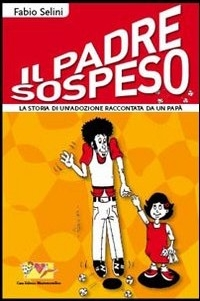 Fabio Selini
IL PADRE
SOSPESO
LA STORIA DI UN'ADOZIONE RACCONTATA DA UN PAPÀ